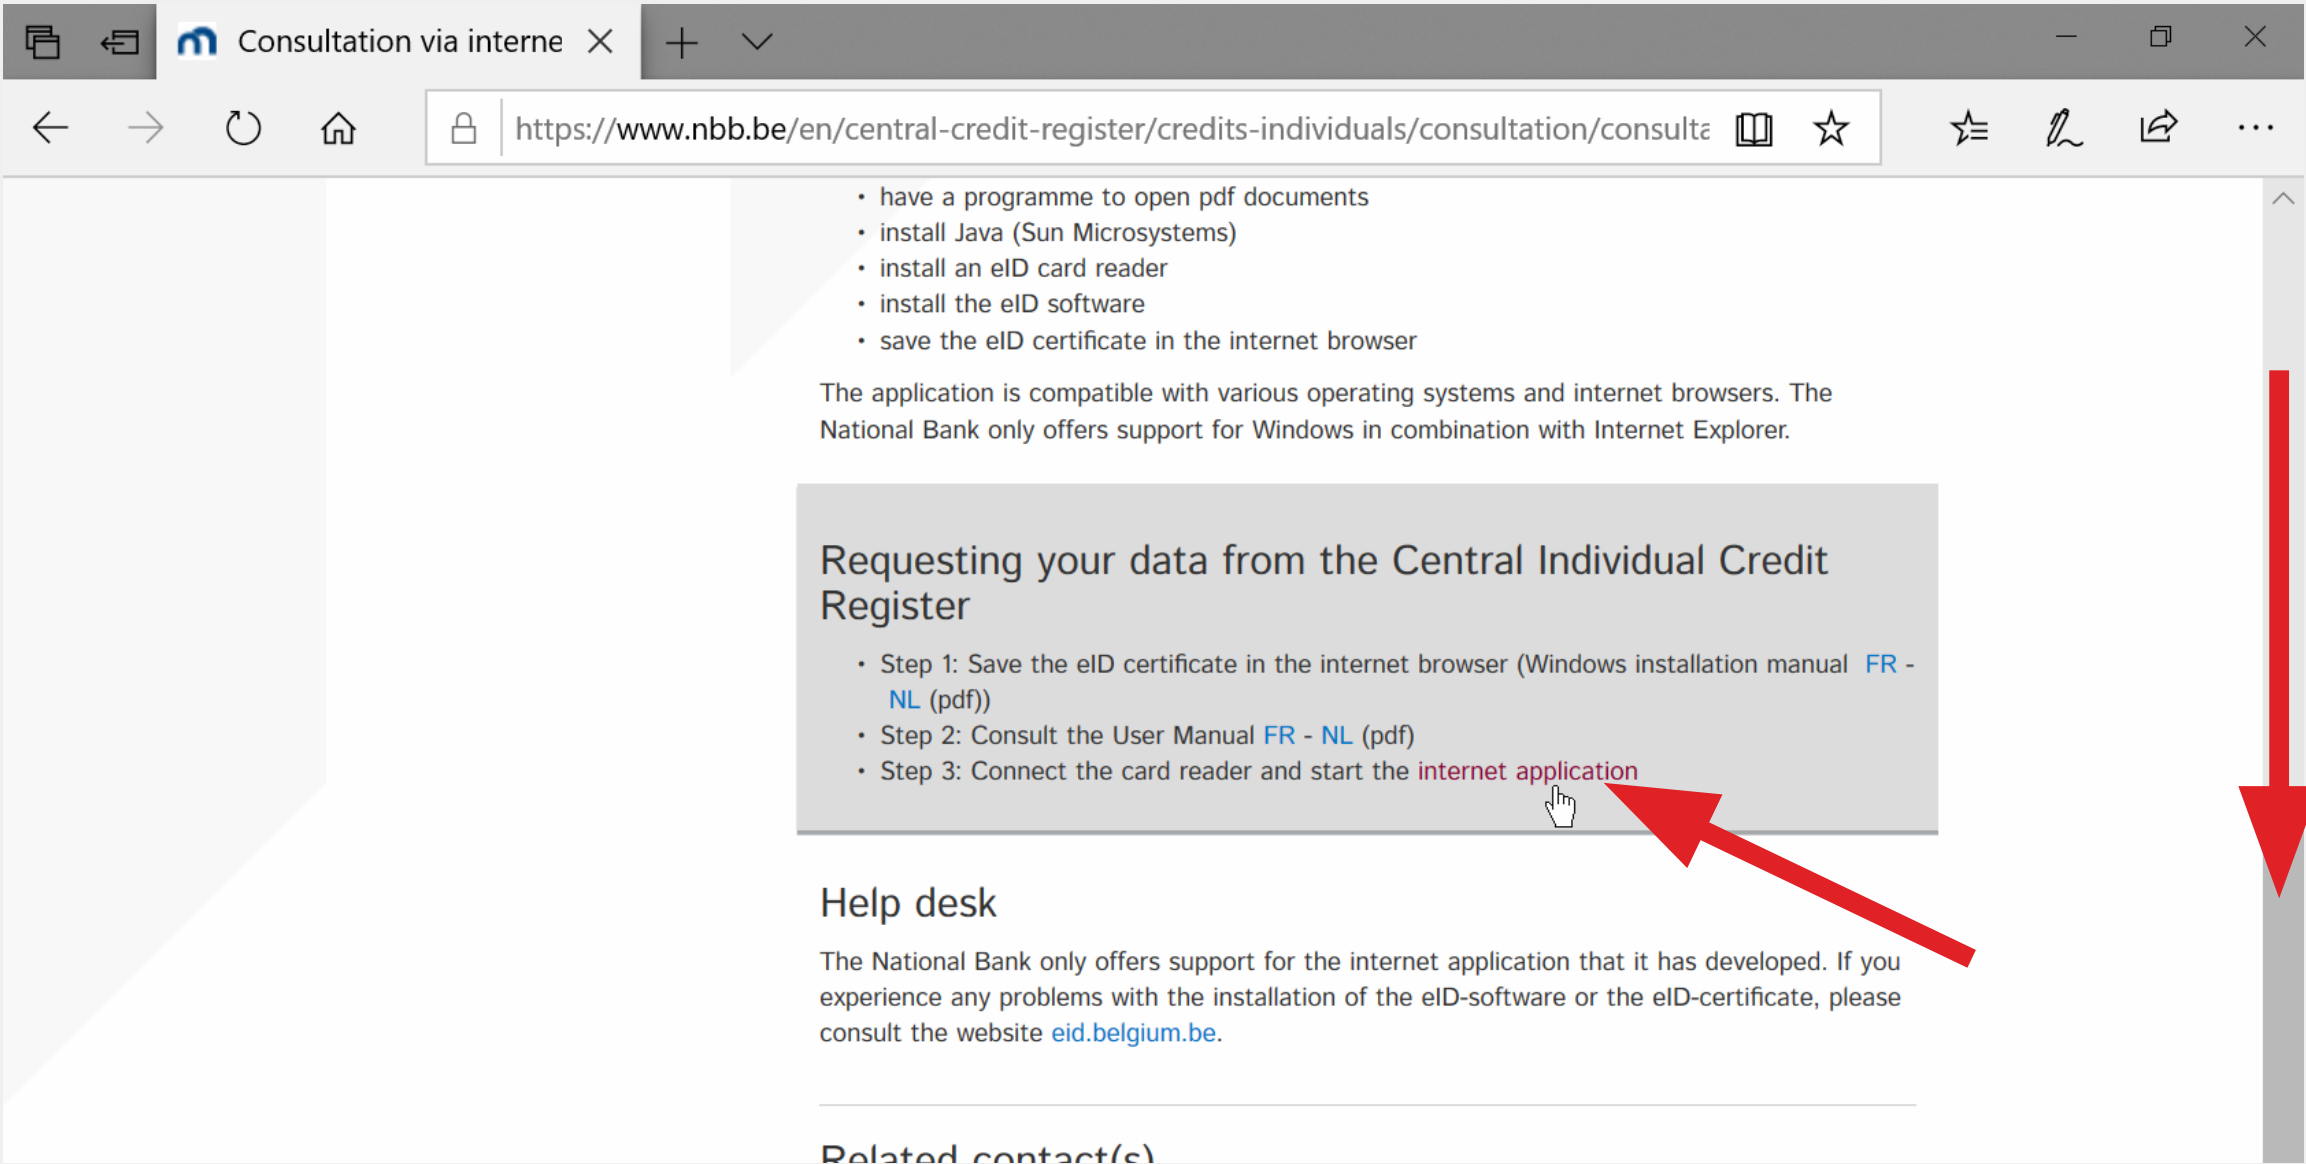 Consultation via interne
https://www.nbb.be/en/central-credit-register/credits-individuals/consultation/consulta
• have a programme to open pdf documents
• install Java (Sun Microsystems)
• install an eID card reader
• install the eID software
• save the eID certificate in the internet browser
The application is compatible with various operating systems and internet browsers. The
National Bank only offers support for Windows in combination with Internet Explorer.
Requesting your data from the Central Individual Credit
Register
• Step 1: Save the eID certificate in the internet browser (Windows installation manual FR -
NL (pdf))
• Step 2: Consult the User Manual FR - NL (pdf)
• Step 3: Connect the card reader and start the internet application
Help desk
The National Bank only offers support for the internet application that it has developed. If you
experience any problems with the installation of the eID-software or the eID-certificate, please
consult the website eid.belgium.be.
Related contact(s)